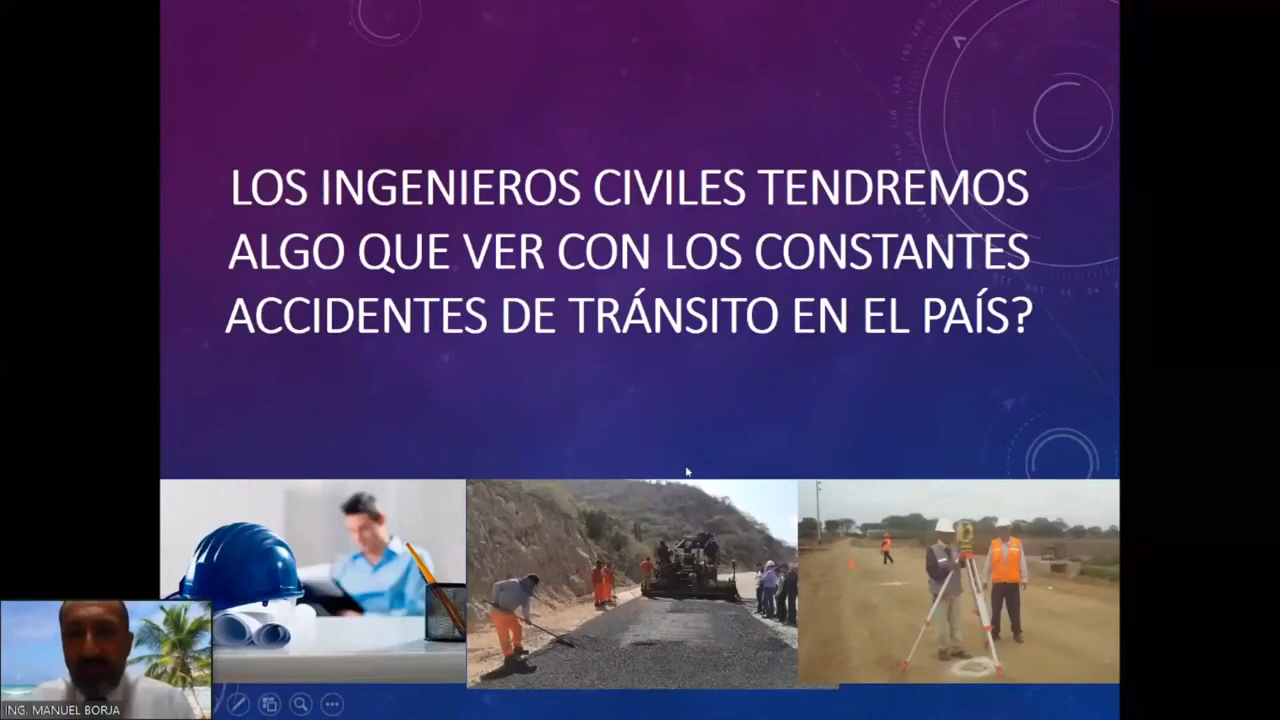 LOS INGENIEROS CIVILES TENDREMOS
ALGO QUE VER CON LOS CONSTANTES
ACCIDENTES DE TRÁNSITO EN EL PAÍS?
ING. MANUEL BORJA